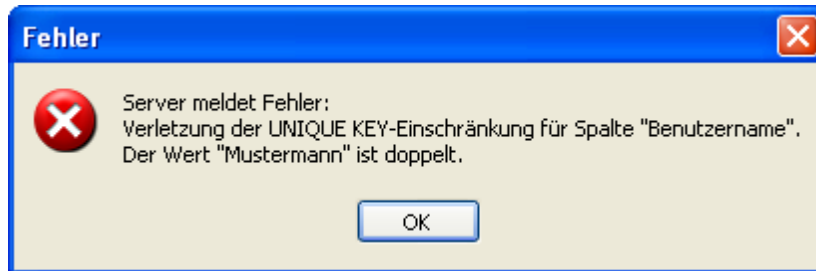 Fehler
Server meldet Fehler:
Verletzung der UNIQUE KEY-Einschränkung für Spalte "Benutzername".
Der Wert "Mustermann" ist doppelt.
OK